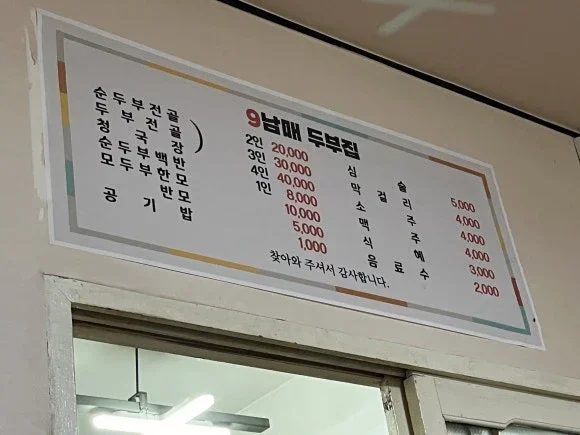 9남매 두부집
순두부전골 2인 20,000 심술 5,000
두부전골 3인 30,000 막걸리 4,000
청국장 4인 40,000 소주 4,000
순두부백반 1인 8,000 맥주 4,000
모두부한모 10,000 식혜 3,000
반모 5,000 음료수 2,000
공기밥 1,000
찾아와 주셔서 감사합니다.